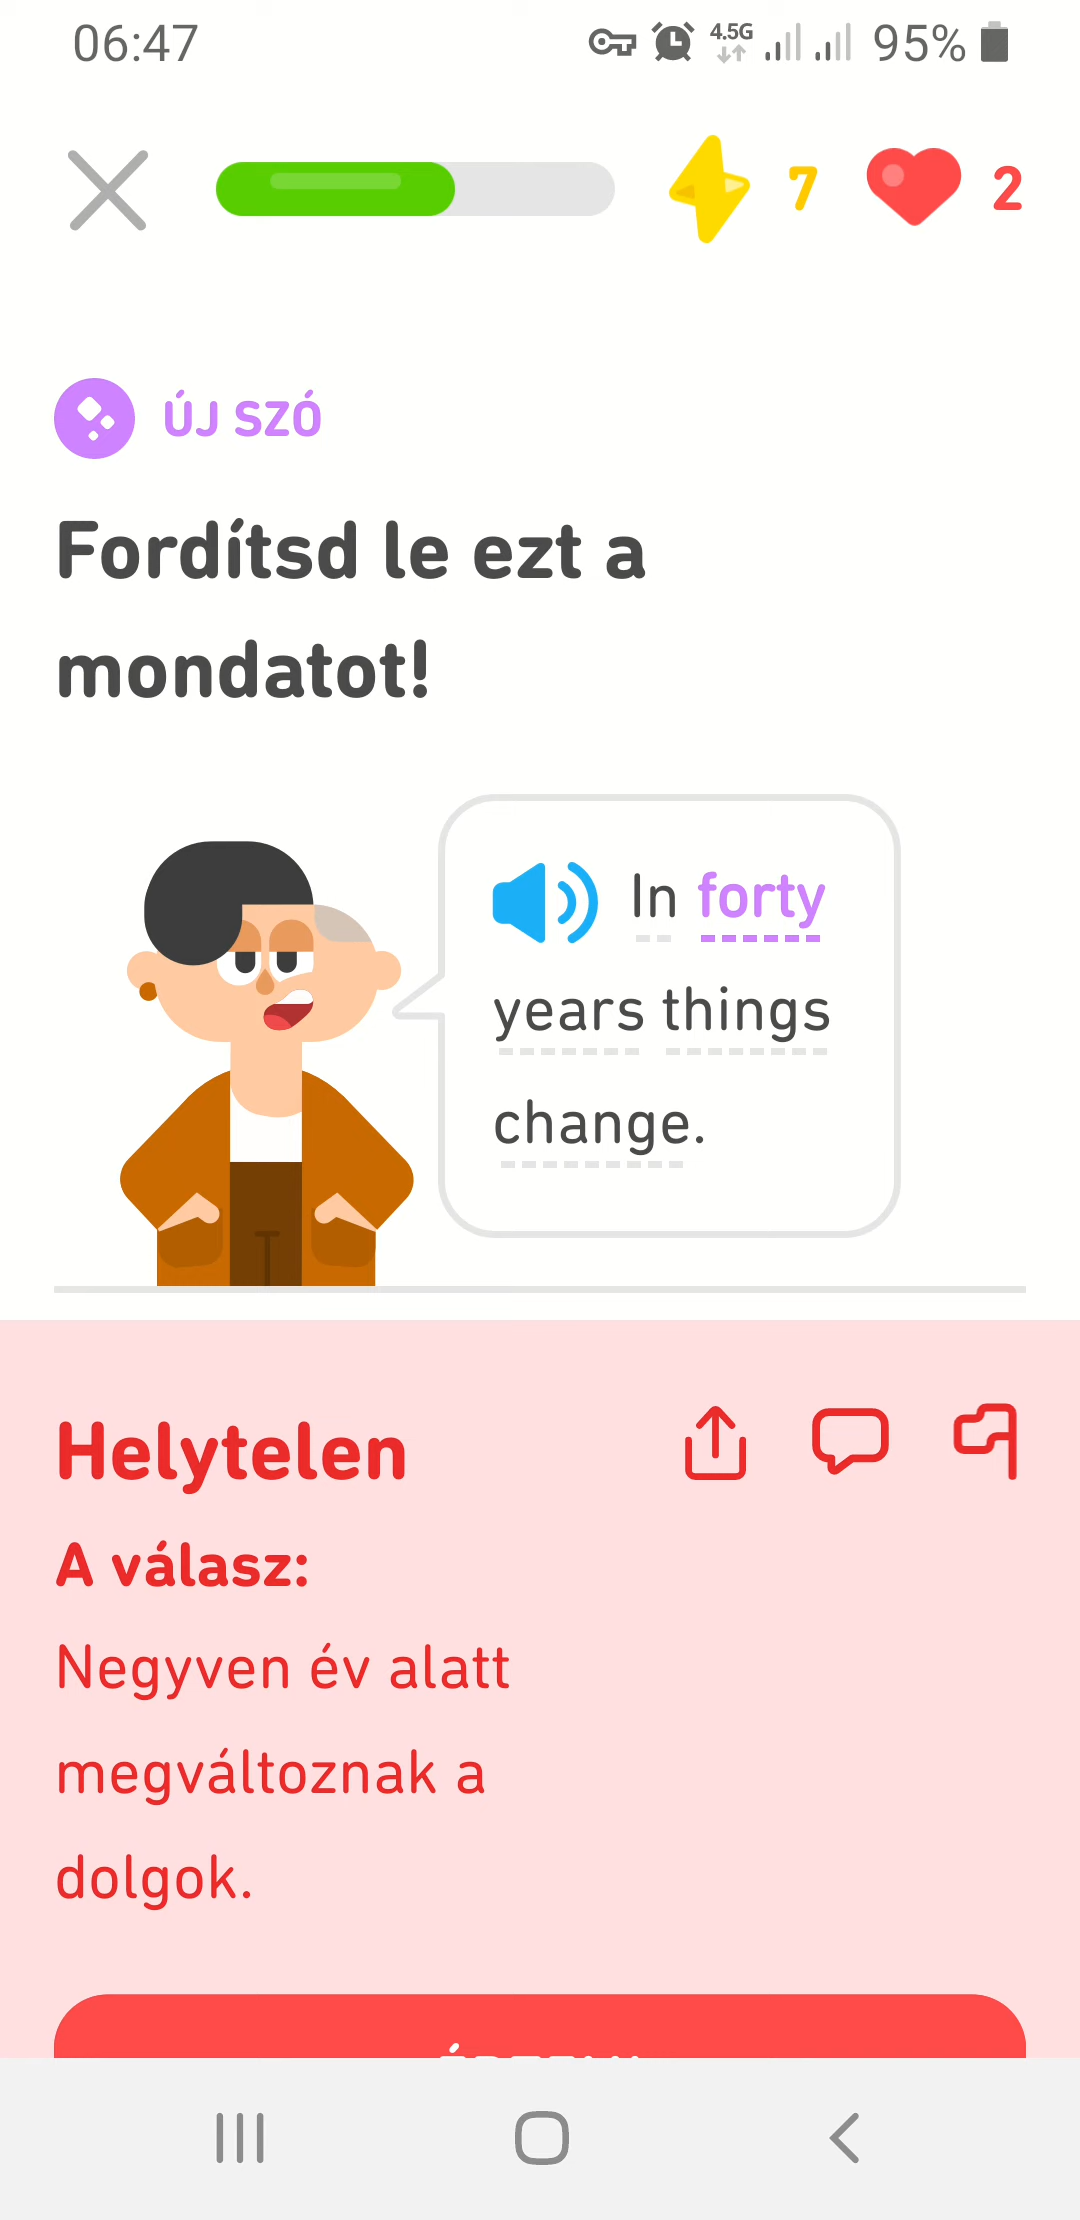 06:47
4.5G
95%
7
2
ÚJ SZÓ
Fordítsd le ezt a
mondatot!
In forty
years things
change.
Helytelen
A válasz:
Negyven év alatt
megváltoznak a
dolgok.